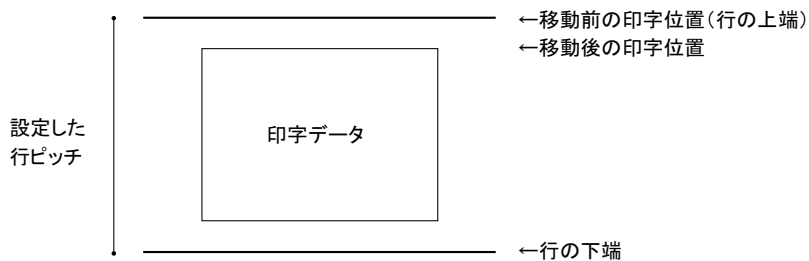 ←移動前の印字位置(行の上端)
←移動後の印字位置
設定した
行ピッチ
印字データ
←行の下端